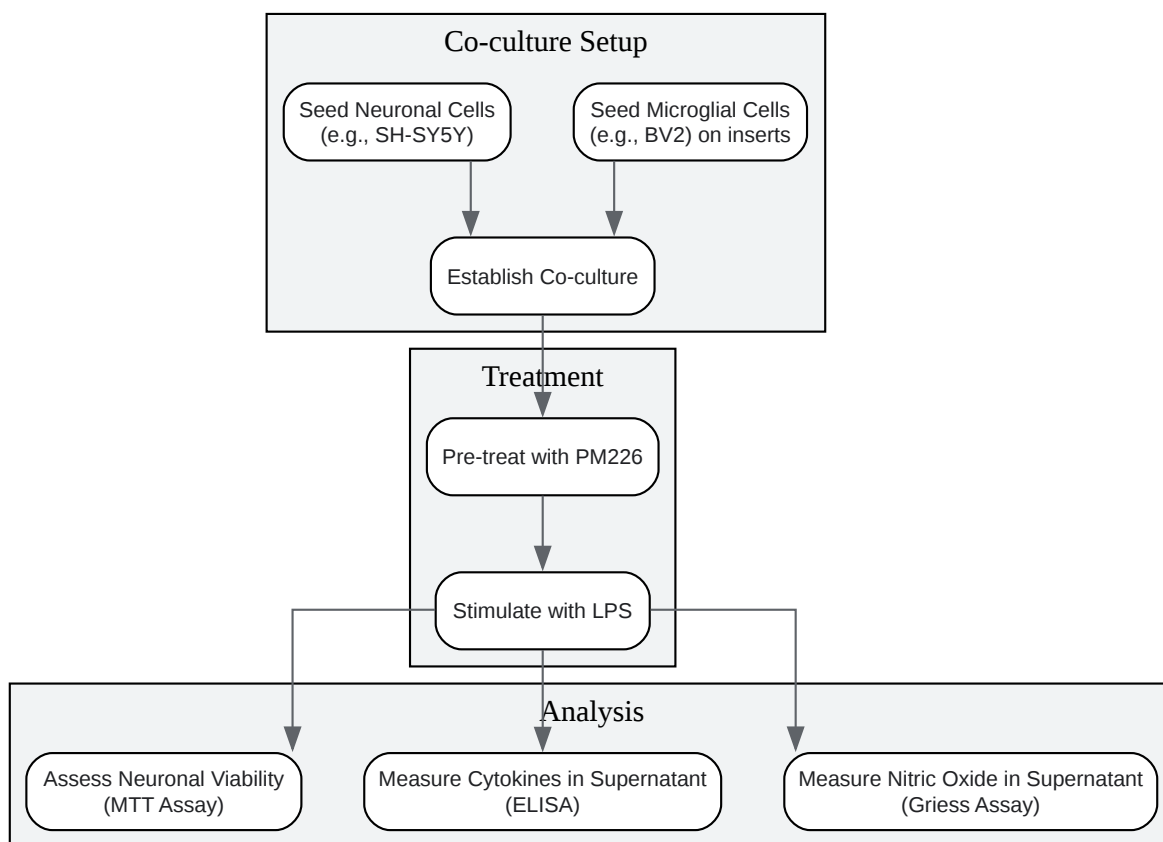 Co-culture Setup
Seed Neuronal Cells
(e.g., SH-SY5Y)
Seed Microglial Cells
(e.g., BV2) on inserts
Establish Co-culture
Treatment
Pre-treat with PM226
Stimulate with LPS
Analysis
Assess Neuronal Viability
(MTT Assay)
Measure Cytokines in Supernatant
(ELISA)
Measure Nitric Oxide in Supernatant
(Griess Assay)